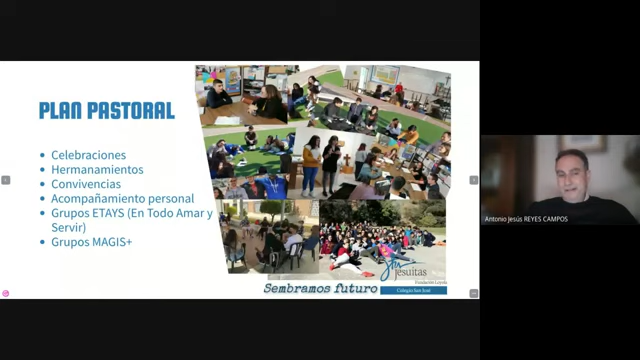 PLAN PASTORAL
• Celebraciones
• Hermanamientos
• Convivencias
• Acompañamiento personal
• Grupos ETAYS (En Todo Amar y
Servir)
• Grupos MAGIS+
jesuitas
Fundación Loyola
Sembramos futuro
Colegio San José
Antonio Jesús REYES CAMPOS